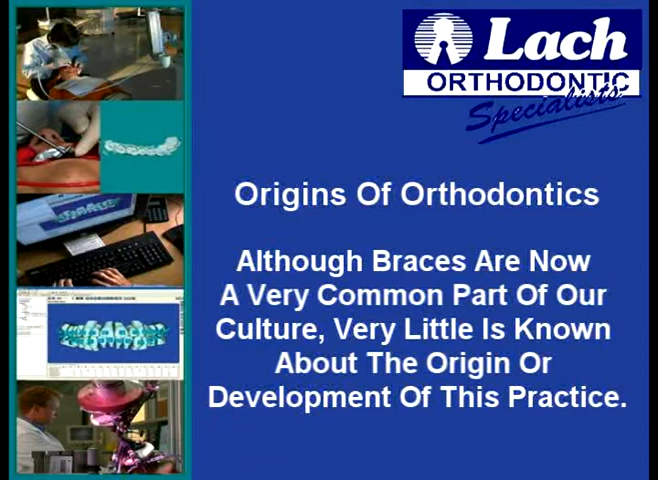 Lach
ORTHODONTIC
Specialists
Origins Of Orthodontics
Although Braces Are Now
A Very Common Part Of Our
Culture, Very Little Is Known
About The Origin Or
Development Of This Practice.